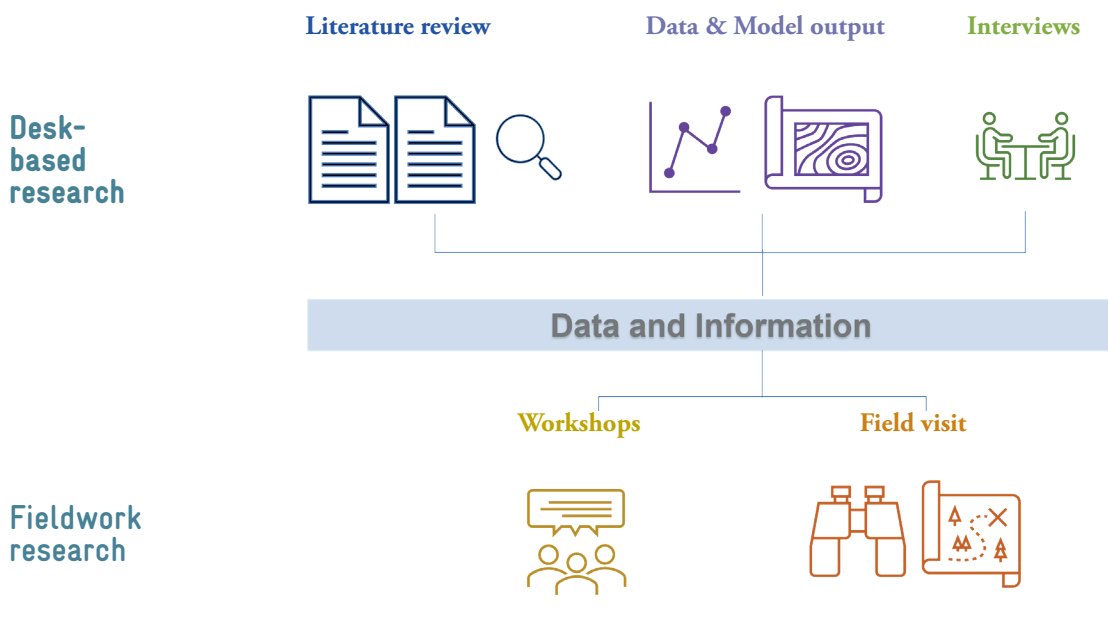 Literature review
Data & Model output
Interviews
Desk-
based
research
Data and Information
Workshops
Field visit
Fieldwork
research